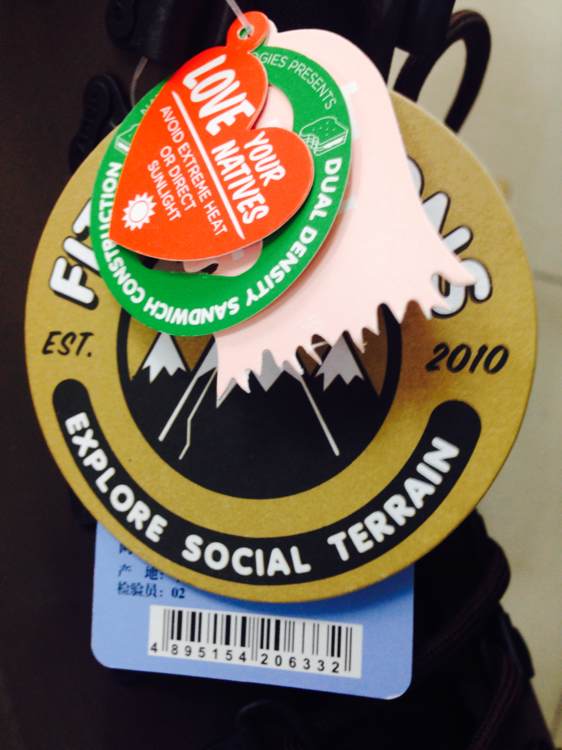 LOVE
YOUR
NATIVES
AVOID EXTREME HEAT
OR DIRECT
SUNLIGHT
GIES PRESENTS
DUAL DENSITY SANDWICH CONSTRUCTION
EST. 2010
EXPLORE SOCIAL TERRAIN
产 地:
检验员: 02
4 895154 206332